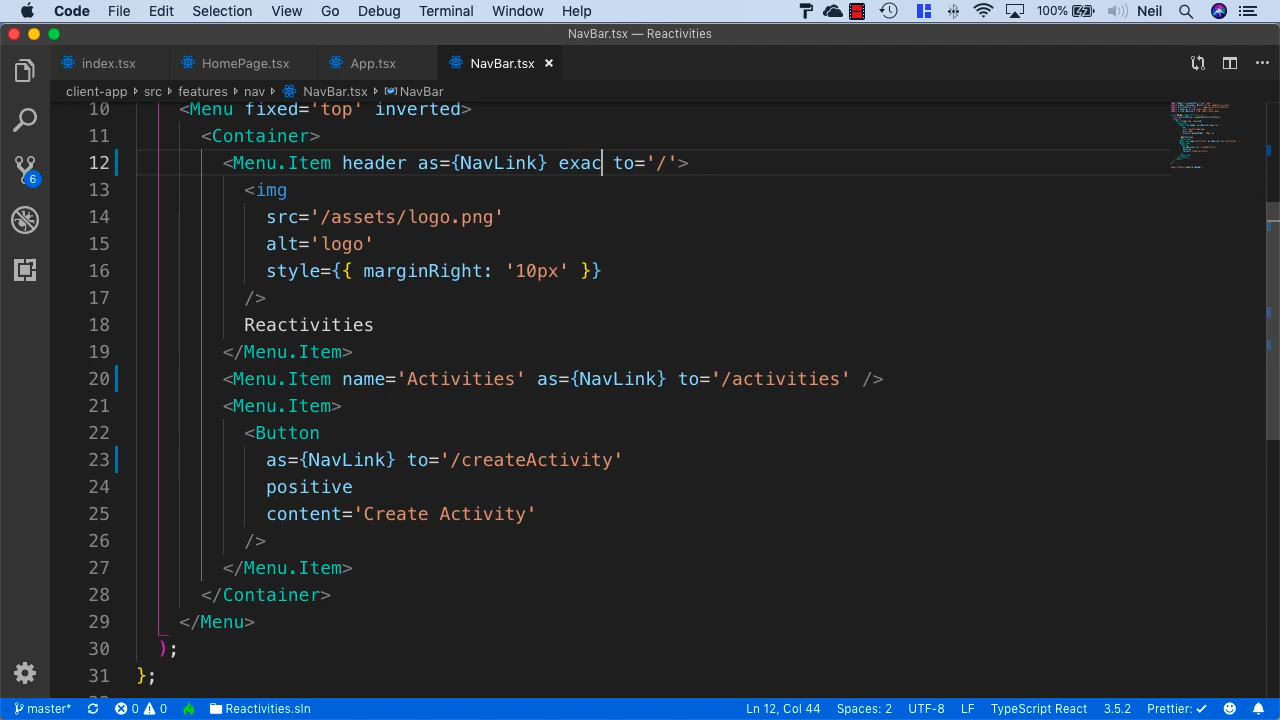 Code File Edit Selection View Go Debug Terminal Window Help 100% Neil
NavBar.tsx — Reactivities
index.tsx HomePage.tsx App.tsx NavBar.tsx
client-app src features nav NavBar.tsx NavBar
10 <Menu fixed='top' inverted>
11 <Container>
12 <Menu.Item header as={NavLink} exac to='/'>
13 <img
14 src='/assets/logo.png'
15 alt='logo'
16 style={{ marginRight: '10px' }}
17 />
18 Reactivities
19 </Menu.Item>
20 <Menu.Item name='Activities' as={NavLink} to='/activities' />
21 <Menu.Item>
22 <Button
23 as={NavLink} to='/createActivity'
24 positive
25 content='Create Activity'
26 />
27 </Menu.Item>
28 </Container>
29 </Menu>
30 );
31 };
6
master* 0 0 Reactivities.sln Ln 12, Col 44 Spaces: 2 UTF-8 LF TypeScript React 3.5.2 Prettier: ✓